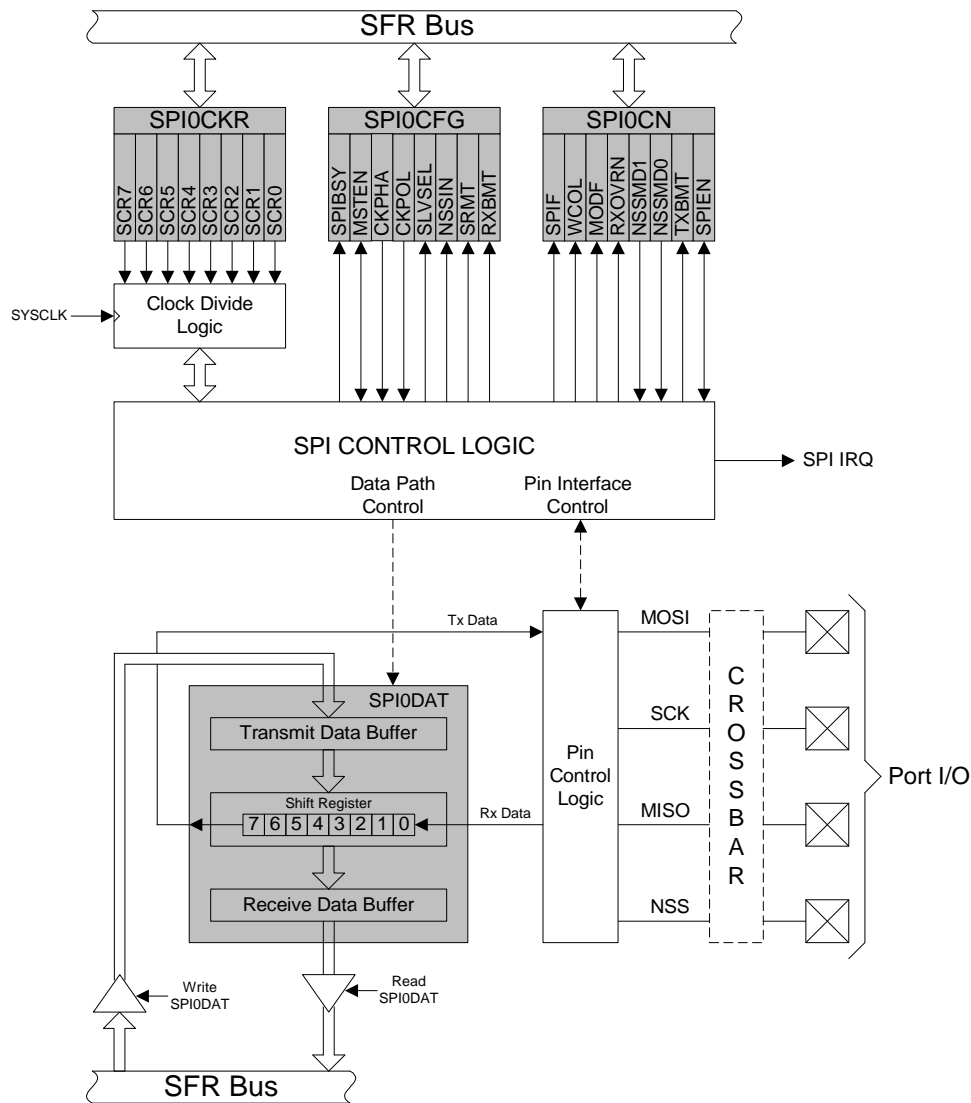 SFR Bus
SPI0CKR
SPI0CFG
SPI0CN
SCR7
SCR6
SCR5
SCR4
SCR3
SCR2
SCR1
SCR0
SPIBSY
MSTEN
CKPHA
CKPOL
SLVSEL
NSSIN
SRMT
RXBMT
SPIF
WCOL
MODF
RXOVRN
NSSMD1
NSSMD0
TXBMT
SPIEN
SYSCLK
Clock Divide
Logic
SPI CONTROL LOGIC
SPI IRQ
Data Path
Control
Pin Interface
Control
Tx Data
MOSI
SPI0DAT
Transmit Data Buffer
SCK
Shift Register
7 6 5 4 3 2 1 0
Rx Data
Pin
Control
Logic
MISO
Receive Data Buffer
NSS
CROSSBAR
Port I/O
Write
SPI0DAT
Read
SPI0DAT
SFR Bus